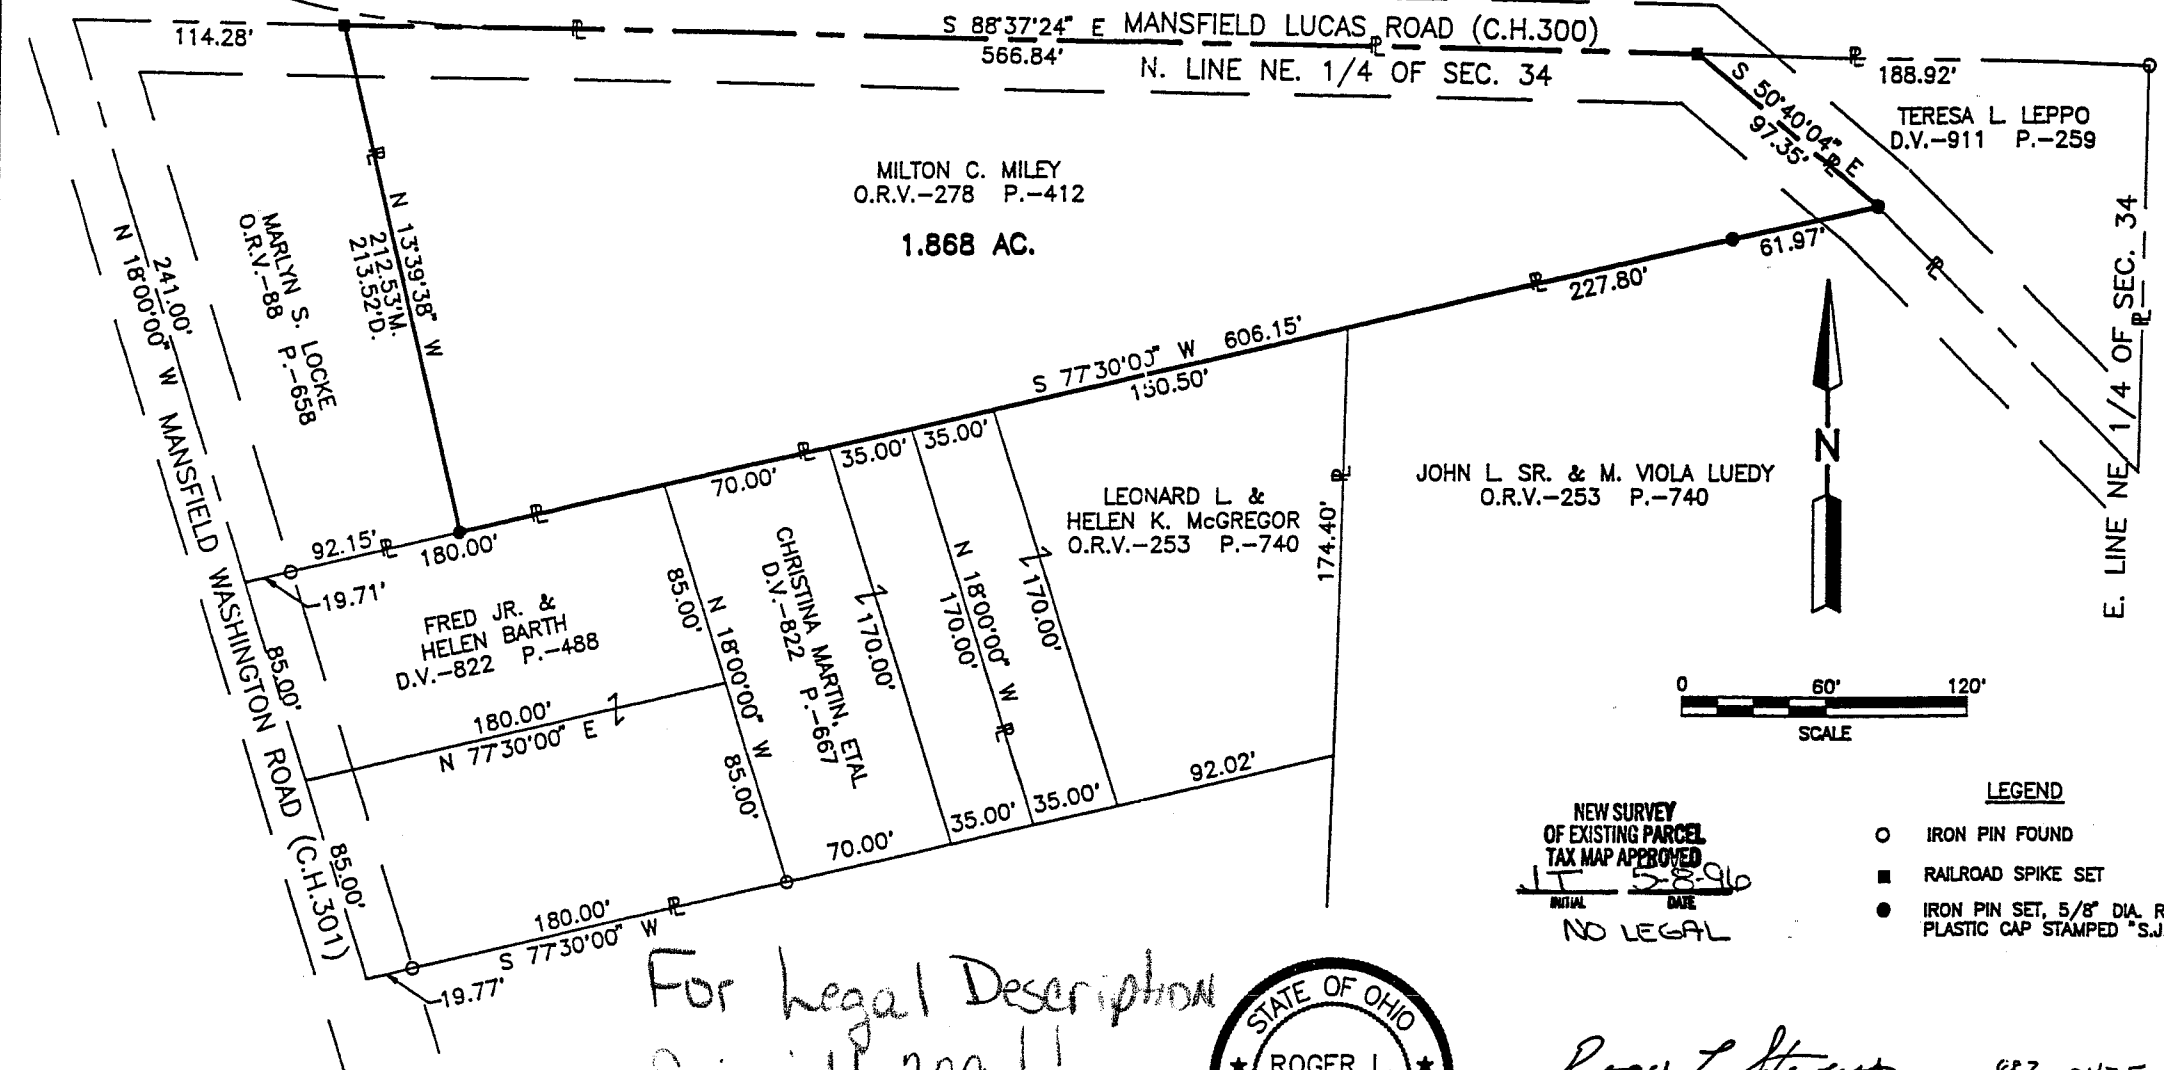 114.28'
S 88°37'24" E MANSFIELD LUCAS ROAD (C.H.300)
566.84'
N. LINE NE. 1/4 OF SEC. 34
188.92'
S 50°40'04" E
97.35'
TERESA L. LEPPO
D.V.-911 P.-259
MILTON C. MILEY
O.R.V.-278 P.-412
1.868 AC.
N 13°39'38" W
212.53'M.
213.52'D.
MARLYN S. LOCKE
O.R.V.-88 P.-658
241.00'
N 18°00'00" W MANSFIELD WASHINGTON ROAD (C.H.301)
61.97'
227.80'
S 77°30'00" W 606.15'
150.50'
E. LINE NE. 1/4 OF SEC. 34
N
35.00'
35.00'
70.00'
180.00'
92.15'
19.71'
JOHN L. SR. & M. VIOLA LUEDY
O.R.V.-253 P.-740
LEONARD L. &
HELEN K. McGREGOR
O.R.V.-253 P.-740
174.40'
FRED JR. &
HELEN BARTH
D.V.-822 P.-488
85.00'
85.00'
N 18°00'00" W
85.00'
CHRISTINA MARTIN, ETAL
D.V.-822 P.-667
170.00'
N 18°00'00" W
170.00'
170.00'
180.00'
N 77°30'00" E
85.00'
92.02'
35.00'
35.00'
70.00'
180.00'
S 77°30'00" W
19.77'
0 60' 120'
SCALE
NEW SURVEY
OF EXISTING PARCEL
TAX MAP APPROVED
JT 5-8-96
INITIAL DATE
NO LEGAL
LEGEND
IRON PIN FOUND
RAILROAD SPIKE SET
IRON PIN SET, 5/8" DIA. R
PLASTIC CAP STAMPED "S.J
For Legal Description
STATE OF OHIO
ROGER L.